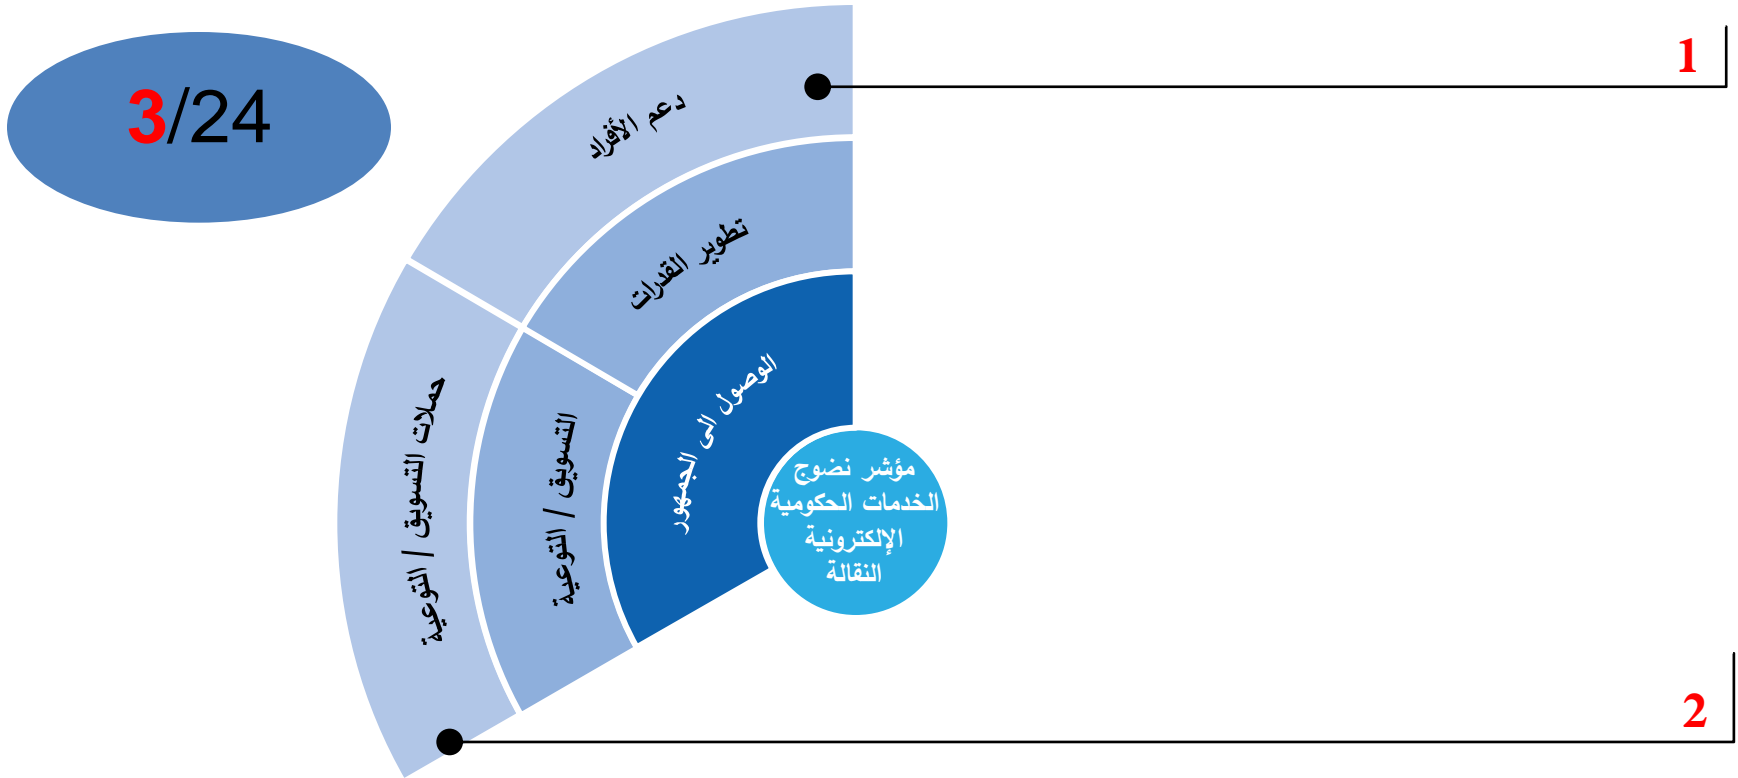 3/24
1
دعم الأفراد
تطوير القدرات
الوصول الى الجمهور
حملات التسويق / التوعية
التسويق / التوعية
مؤشر نضوج
الخدمات الحكومية
الإلكترونية
النقالة
2